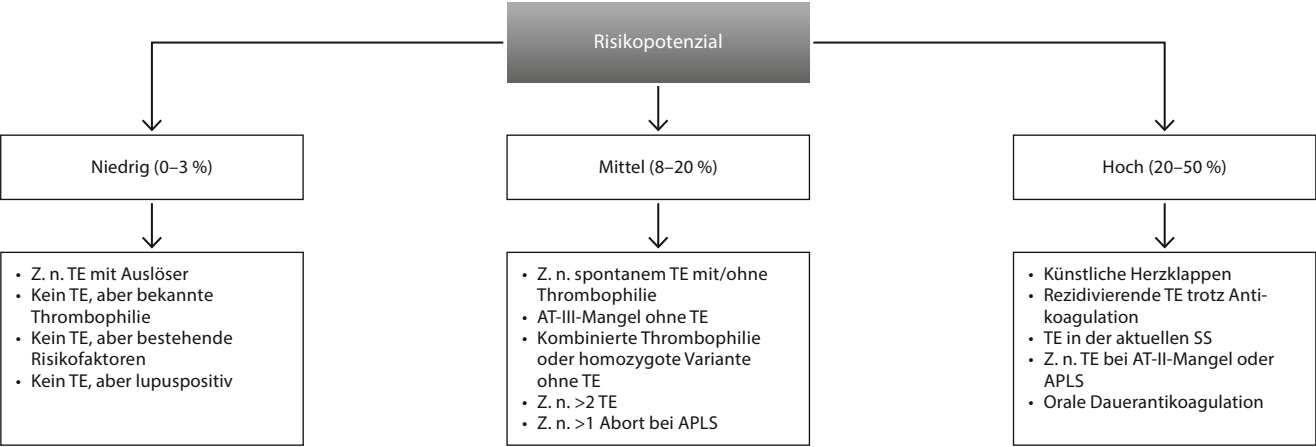 Risikopotenzial
Niedrig (0–3 %)
Mittel (8–20 %)
Hoch (20–50 %)
• Z. n. TE mit Auslöser
• Kein TE, aber bekannte
Thrombophilie
• Kein TE, aber bestehende
Risikofaktoren
• Kein TE, aber lupuspositiv
• Z. n. spontanem TE mit/ohne
Thrombophilie
• AT-III-Mangel ohne TE
• Kombinierte Thrombophilie
oder homozygote Variante
ohne TE
• Z. n. >2 TE
• Z. n. >1 Abort bei APLS
• Künstliche Herzklappen
• Rezidivierende TE trotz Anti-
koagulation
• TE in der aktuellen SS
• Z. n. TE bei AT-II-Mangel oder
APLS
• Orale Dauerantikoagulation